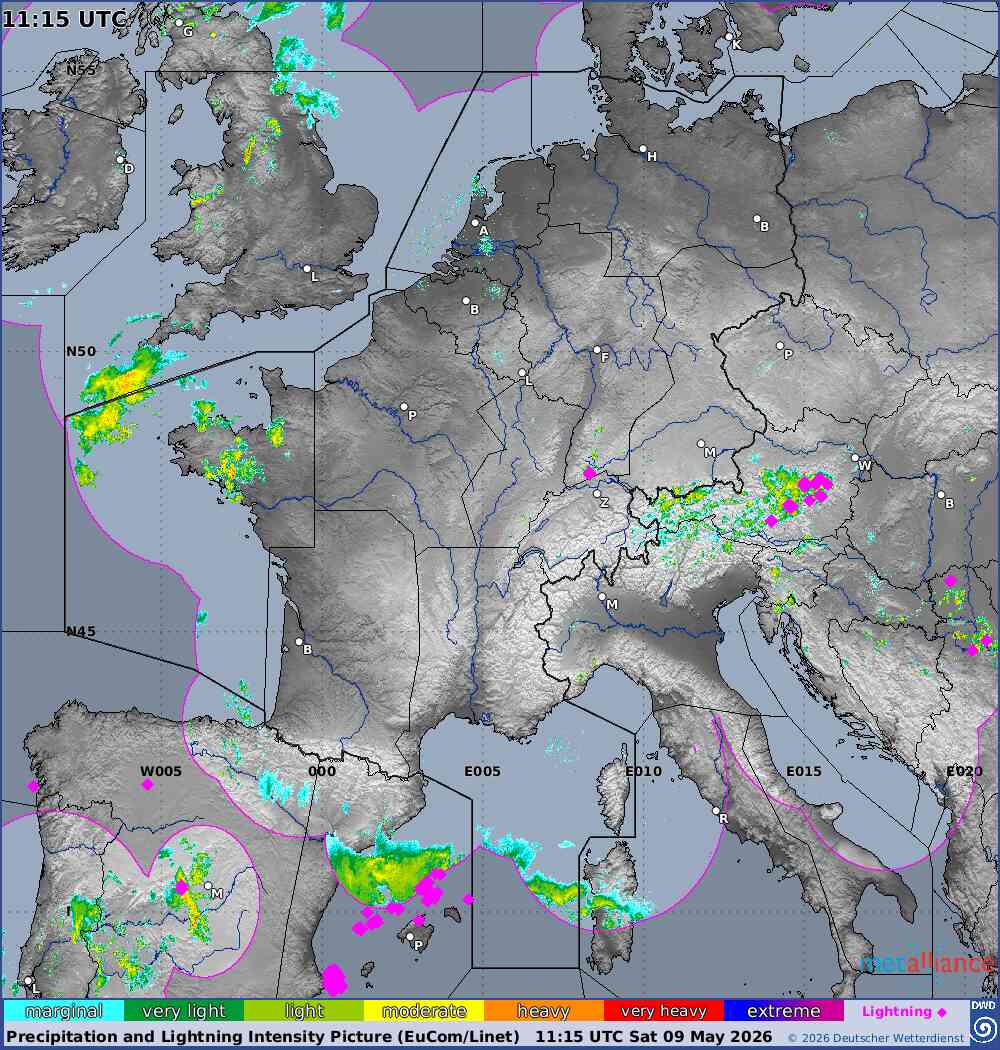 11:15 UTC
G
K
N55
D
H
A
B
L
B
N50
F
P
L
P
M
W
Z
B
M
N45
B
W005
000
E005
E010
E020
E015
R
M
P
L
metalliance
marginal
very light
light
moderate
heavy
very heavy
extreme
Lightning
DWD
Precipitation and Lightning Intensity Picture (EuCom/Linet) 11:15 UTC Sat 09 May 2026 © 2026 Deutscher Wetterdienst